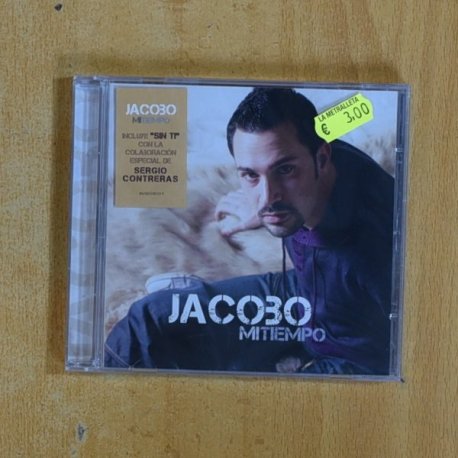 JACOBO
MITIEMPO
INCLUYE "SIN TI"
CON LA
COLABORACIÓN
ESPECIAL DE
SERGIO
CONTRERAS
LA METRALLETA
€ 3,00
JACOBO
MITIEMPO